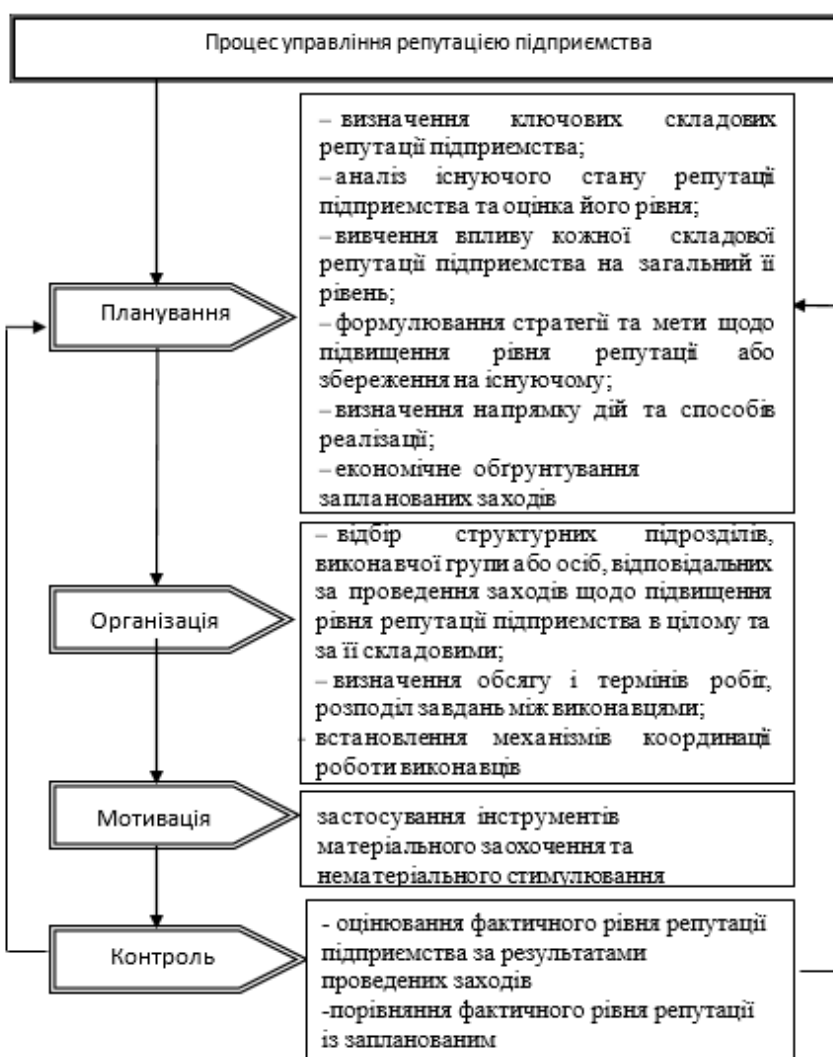 Процес управління репутацією підприємства
– визначення ключових складових
репутації підприємства;
– аналіз існуючого стану репутації
підприємства та оцінка його рівня;
– вивчення впливу кожної складової
репутації підприємства на загальний її
рівень;
– формулювання стратегії та мети щодо
підвищення рівня репутації або
збереження на існуючому;
– визначення напрямку дій та способів
реалізації;
– економічне обґрунтування
запланованих заходів
Планування
– відбір структурних підрозділів,
виконавчої групи або осіб, відповідальних
за проведення заходів щодо підвищення
рівня репутації підприємства в цілому та
за її складовими;
– визначення обсягу і термінів робіт,
розподіл завдань між виконавцями;
- встановлення механізмів координації
роботи виконавців
Організація
Мотивація
застосування інструментів
матеріального заохочення та
нематеріального стимулювання
Контроль
- оцінювання фактичного рівня репутації
підприємства за результатами
проведених заходів
-порівняння фактичного рівня репутації
із запланованим